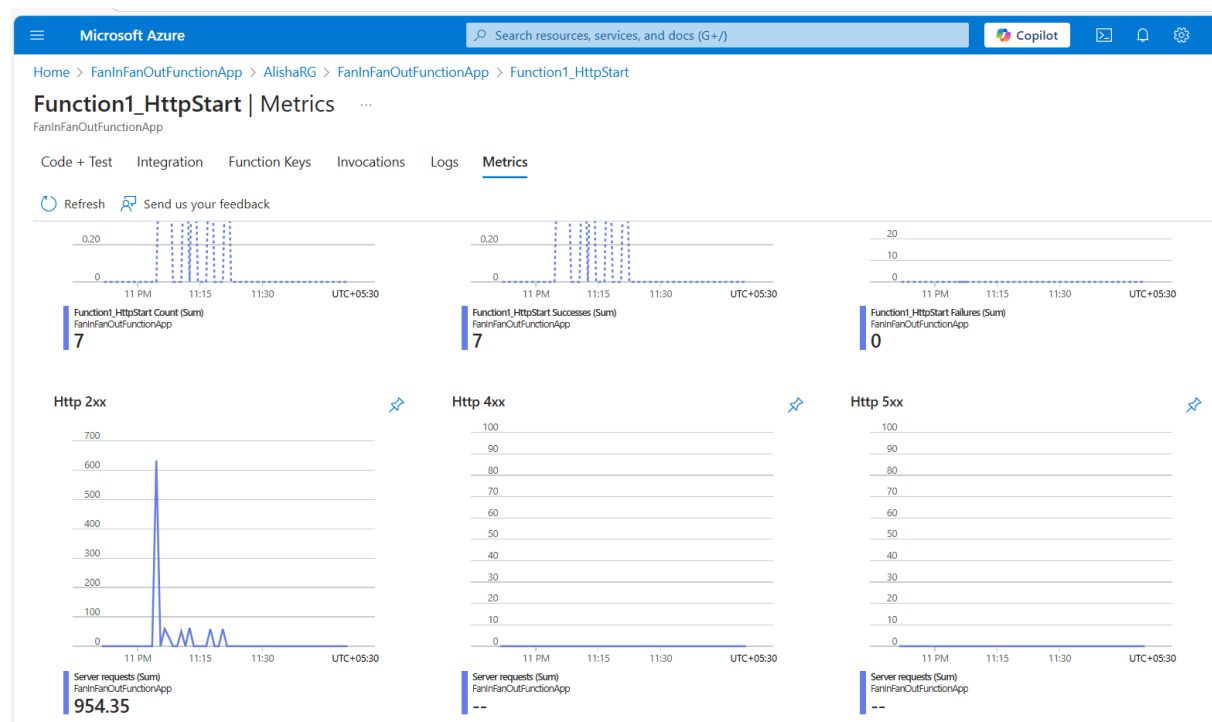 Microsoft Azure
Search resources, services, and docs (G+/)
Copilot
Home > FanInFanOutFunctionApp > AlishaRG > FanInFanOutFunctionApp > Function1_HttpStart
Function1_HttpStart | Metrics ...
FanInFanOutFunctionApp
Code + Test Integration Function Keys Invocations Logs Metrics
Refresh Send us your feedback
0.20
0
11 PM 11:15 11:30 UTC+05:30
Function1_HttpStart Count (Sum)
FanInFanOutFunctionApp
7
0.20
0
11 PM 11:15 11:30 UTC+05:30
Function1_HttpStart Successes (Sum)
FanInFanOutFunctionApp
7
20
10
0
11 PM 11:15 11:30 UTC+05:30
Function1_HttpStart Failures (Sum)
FanInFanOutFunctionApp
0
Http 2xx
700
600
500
400
300
200
100
0
11 PM 11:15 11:30 UTC+05:30
Server requests (Sum)
FanInFanOutFunctionApp
954.35
Http 4xx
100
90
80
70
60
50
40
30
20
10
0
11 PM 11:15 11:30 UTC+05:30
Server requests (Sum)
FanInFanOutFunctionApp
--
Http 5xx
100
90
80
70
60
50
40
30
20
10
0
11 PM 11:15 11:30 UTC+05:30
Server requests (Sum)
FanInFanOutFunctionApp
--